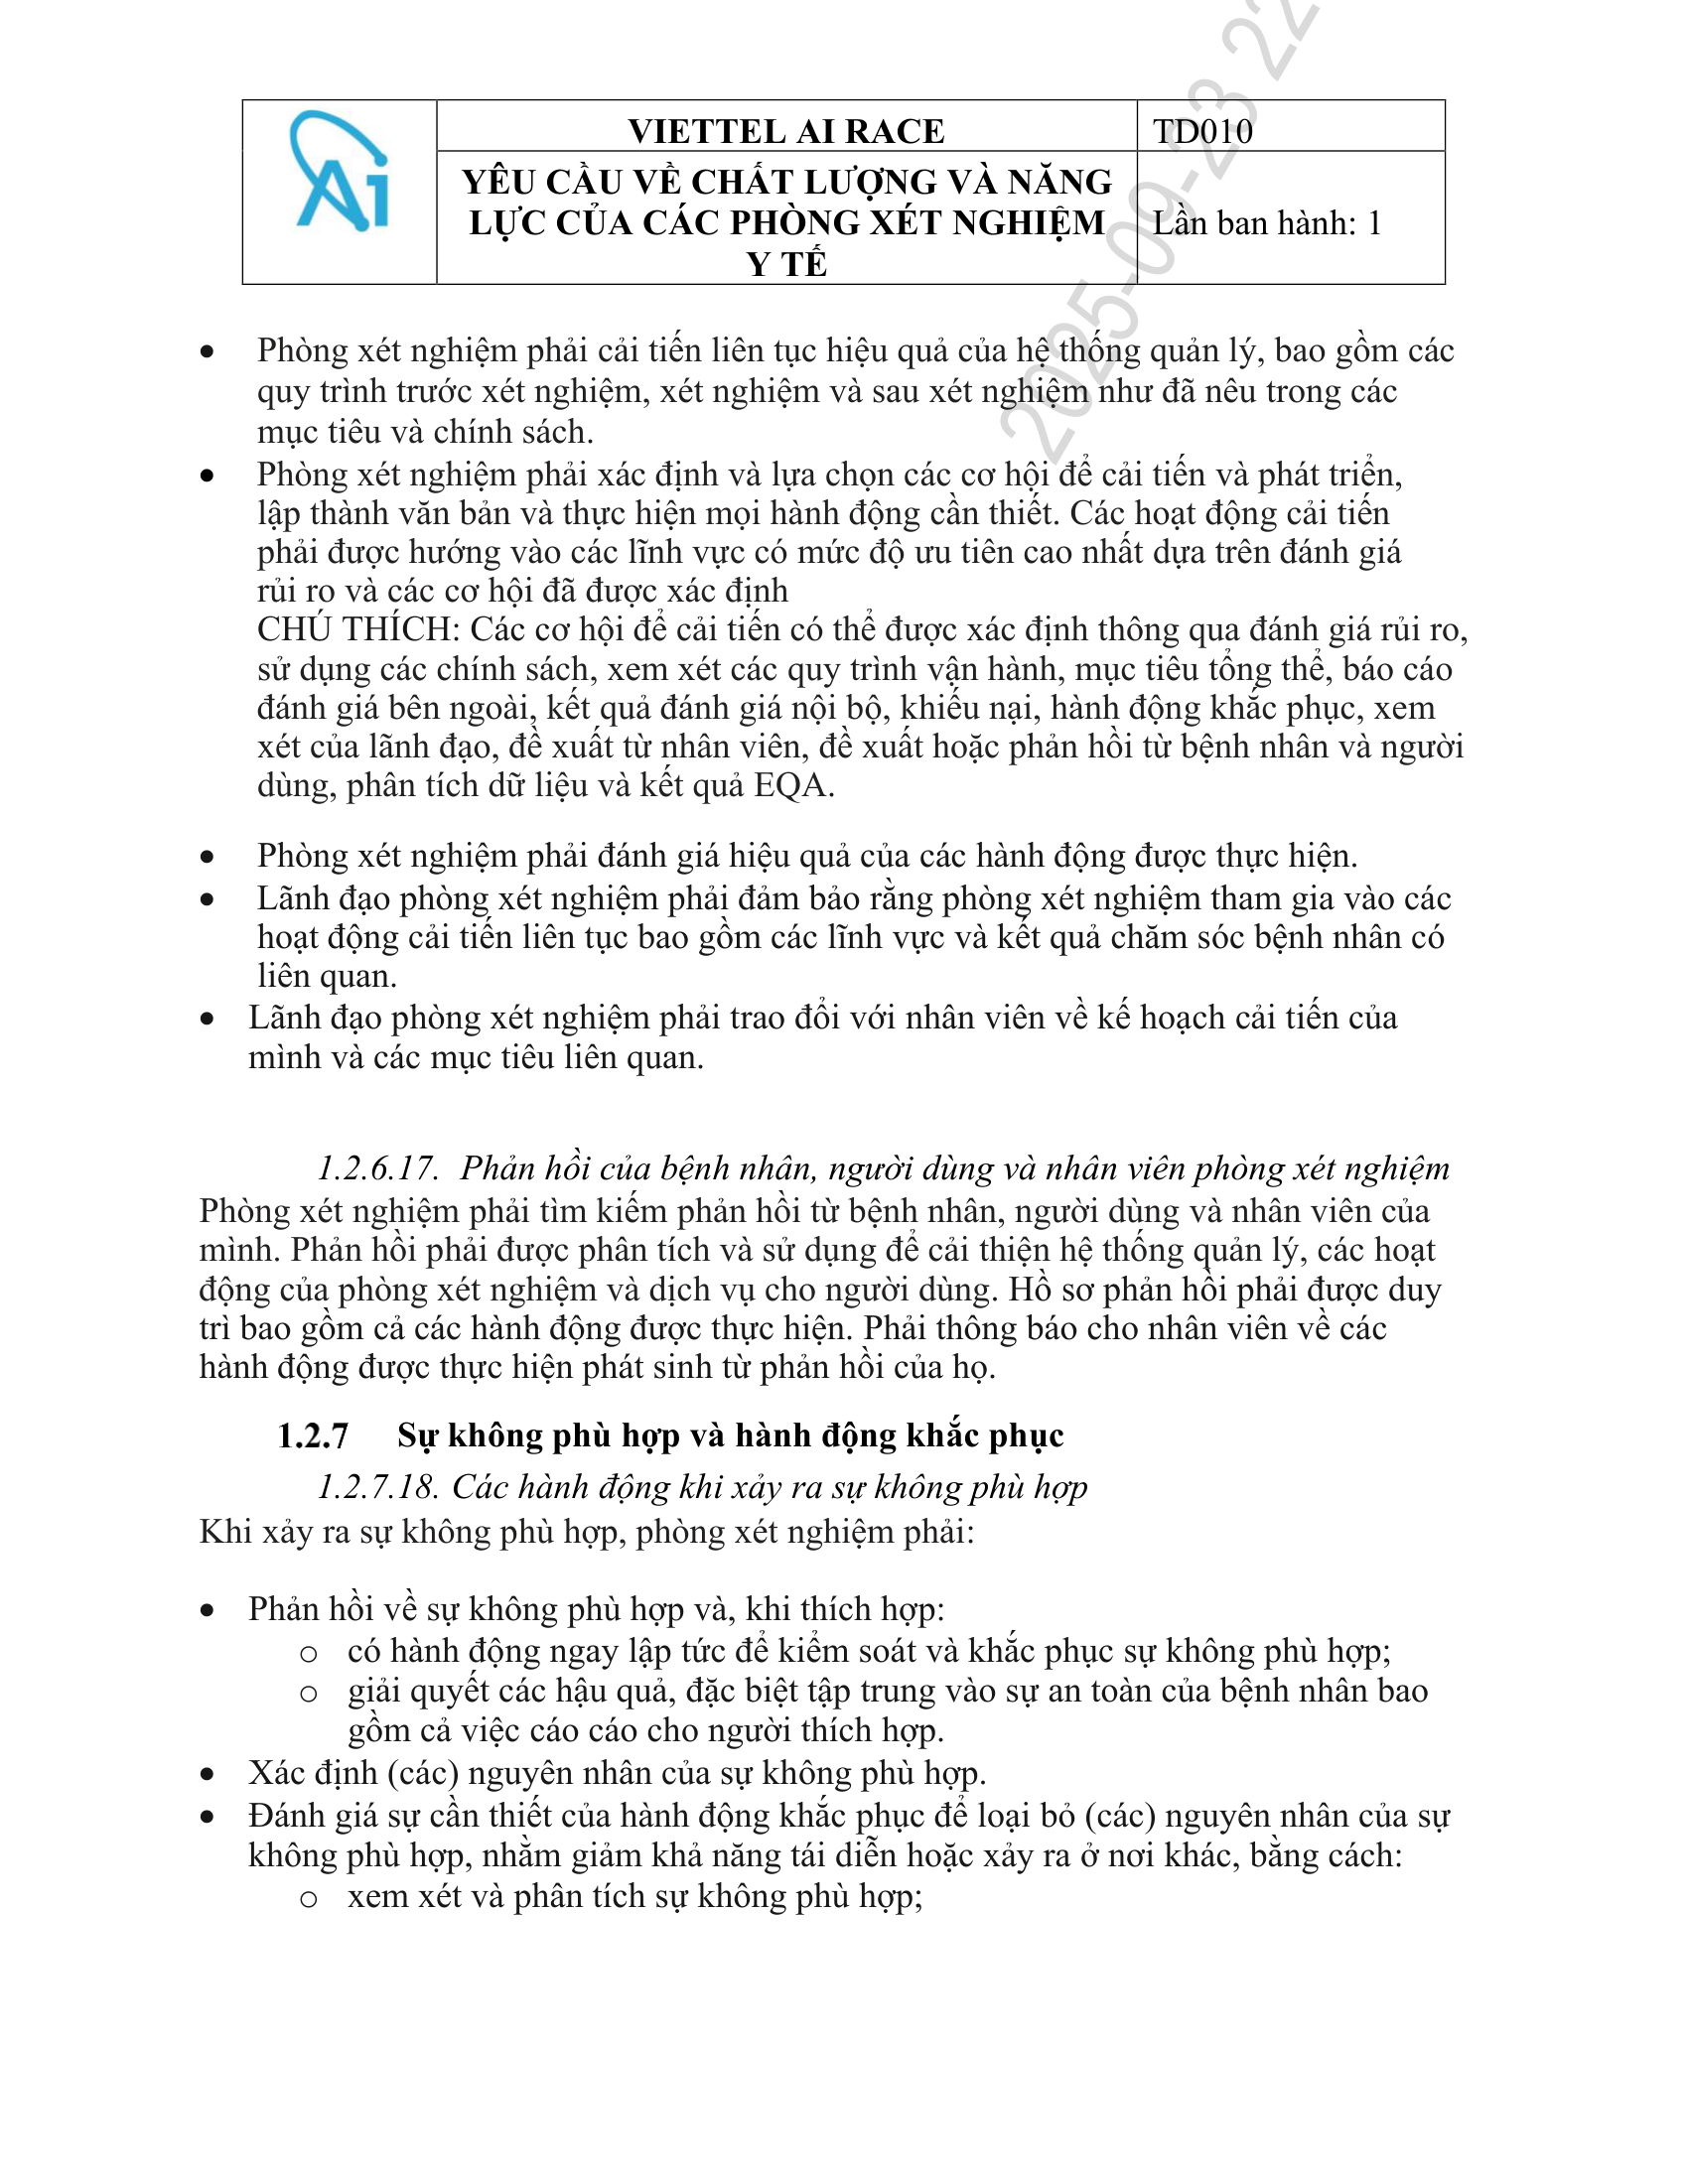 VIETTEL AI RACE
TD010
YÊU CẦU VỀ CHẤT LƯỢNG VÀ NĂNG
LỰC CỦA CÁC PHÒNG XÉT NGHIỆM
Y TẾ
Lần ban hành: 1
Ai
2025-09-23 22
• Phòng xét nghiệm phải cải tiến liên tục hiệu quả của hệ thống quản lý, bao gồm các
quy trình trước xét nghiệm, xét nghiệm và sau xét nghiệm như đã nêu trong các
mục tiêu và chính sách.
• Phòng xét nghiệm phải xác định và lựa chọn các cơ hội để cải tiến và phát triển,
lập thành văn bản và thực hiện mọi hành động cần thiết. Các hoạt động cải tiến
phải được hướng vào các lĩnh vực có mức độ ưu tiên cao nhất dựa trên đánh giá
rủi ro và các cơ hội đã được xác định
CHÚ THÍCH: Các cơ hội để cải tiến có thể được xác định thông qua đánh giá rủi ro,
sử dụng các chính sách, xem xét các quy trình vận hành, mục tiêu tổng thể, báo cáo
đánh giá bên ngoài, kết quả đánh giá nội bộ, khiếu nại, hành động khắc phục, xem
xét của lãnh đạo, đề xuất từ nhân viên, đề xuất hoặc phản hồi từ bệnh nhân và người
dùng, phân tích dữ liệu và kết quả EQA.
• Phòng xét nghiệm phải đánh giá hiệu quả của các hành động được thực hiện.
• Lãnh đạo phòng xét nghiệm phải đảm bảo rằng phòng xét nghiệm tham gia vào các
hoạt động cải tiến liên tục bao gồm các lĩnh vực và kết quả chăm sóc bệnh nhân có
liên quan.
• Lãnh đạo phòng xét nghiệm phải trao đổi với nhân viên về kế hoạch cải tiến của
mình và các mục tiêu liên quan.
1.2.6.17. Phản hồi của bệnh nhân, người dùng và nhân viên phòng xét nghiệm
Phòng xét nghiệm phải tìm kiếm phản hồi từ bệnh nhân, người dùng và nhân viên của
mình. Phản hồi phải được phân tích và sử dụng để cải thiện hệ thống quản lý, các hoạt
động của phòng xét nghiệm và dịch vụ cho người dùng. Hồ sơ phản hồi phải được duy
trì bao gồm cả các hành động được thực hiện. Phải thông báo cho nhân viên về các
hành động được thực hiện phát sinh từ phản hồi của họ.
1.2.7 Sự không phù hợp và hành động khắc phục
1.2.7.18. Các hành động khi xảy ra sự không phù hợp
Khi xảy ra sự không phù hợp, phòng xét nghiệm phải:
• Phản hồi về sự không phù hợp và, khi thích hợp:
o có hành động ngay lập tức để kiểm soát và khắc phục sự không phù hợp;
o giải quyết các hậu quả, đặc biệt tập trung vào sự an toàn của bệnh nhân bao
gồm cả việc cáo cáo cho người thích hợp.
• Xác định (các) nguyên nhân của sự không phù hợp.
• Đánh giá sự cần thiết của hành động khắc phục để loại bỏ (các) nguyên nhân của sự
không phù hợp, nhằm giảm khả năng tái diễn hoặc xảy ra ở nơi khác, bằng cách:
o xem xét và phân tích sự không phù hợp;